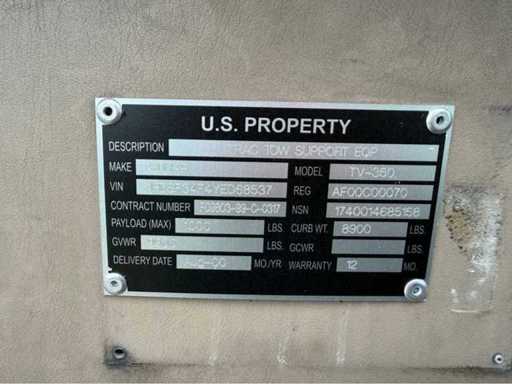 U.S. PROPERTY
DESCRIPTION TRAC TOW SUPPORT EQP
MAKE MODEL TV-350
VIN REG AF00C00070
CONTRACT NUMBER NSN 1740014685158
PAYLOAD (MAX) LBS. CURB WT. 8900 LBS.
GVWR LBS. GCWR LBS.
DELIVERY DATE MO/YR WARRANTY 12 MO.